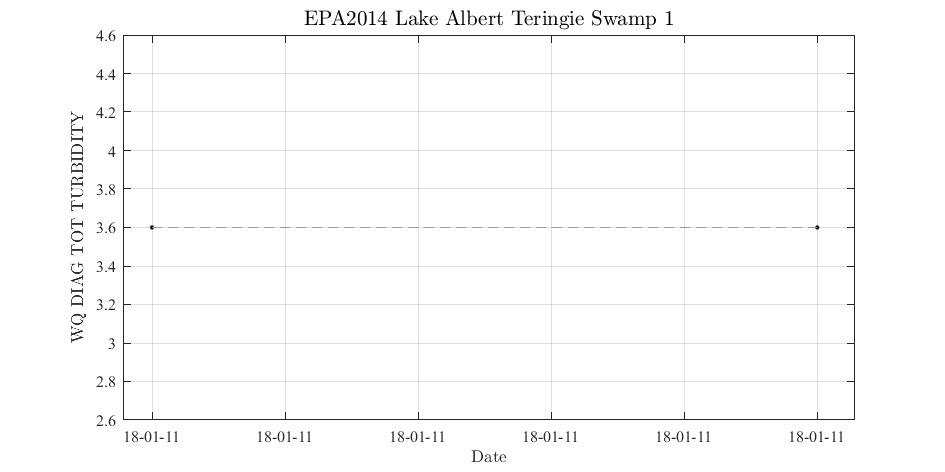 EPA2014 Lake Albert Teringie Swamp 1
WQ DIAG TOT TURBIDITY
4.6
4.4
4.2
4
3.8
3.6
3.4
3.2
3
2.8
2.6
18-01-11 18-01-11 18-01-11 18-01-11 18-01-11 18-01-11
Date